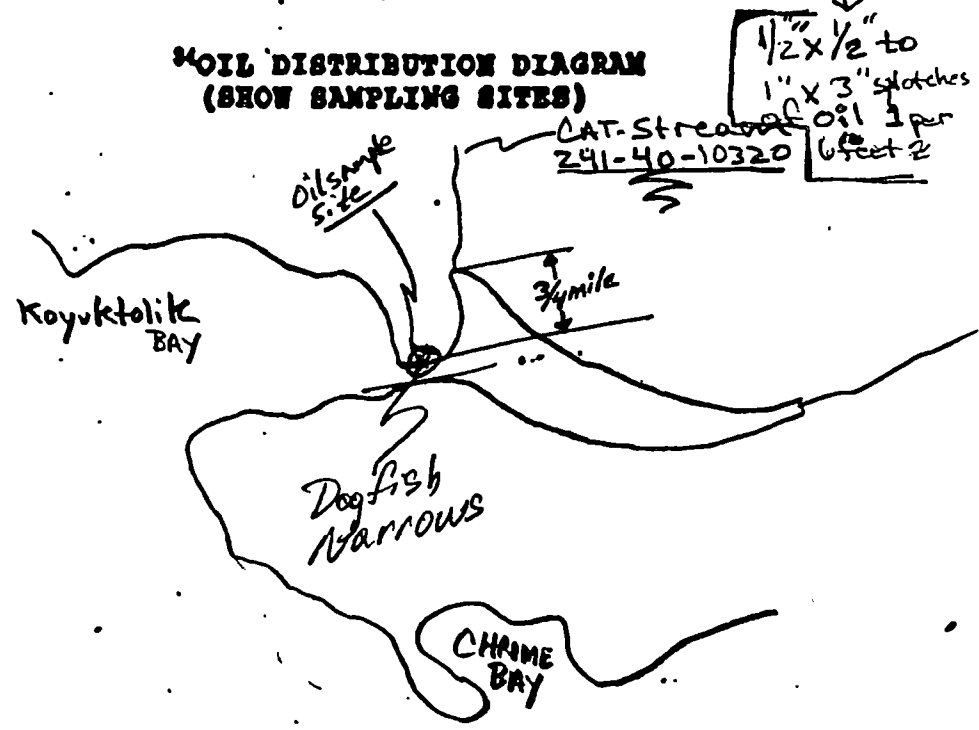 OIL DISTRIBUTION DIAGRAM
(SHOW SAMPLING SITES)
1/2" x 1/2" to
1" x 3" splotches
of oil 1 per
6 feet 2
CAT-Stream
241-40-10320
Oil sample
site
3/4 mile
Koyuktolik
BAY
Dogfish
Narrows
CHROME
BAY